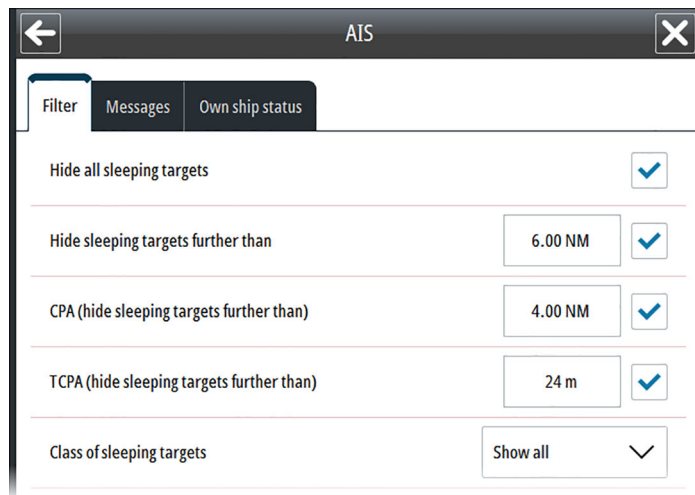 AIS
Filter Messages Own ship status
Hide all sleeping targets
Hide sleeping targets further than 6.00 NM
CPA (hide sleeping targets further than) 4.00 NM
TCPA (hide sleeping targets further than) 24 m
Class of sleeping targets Show all